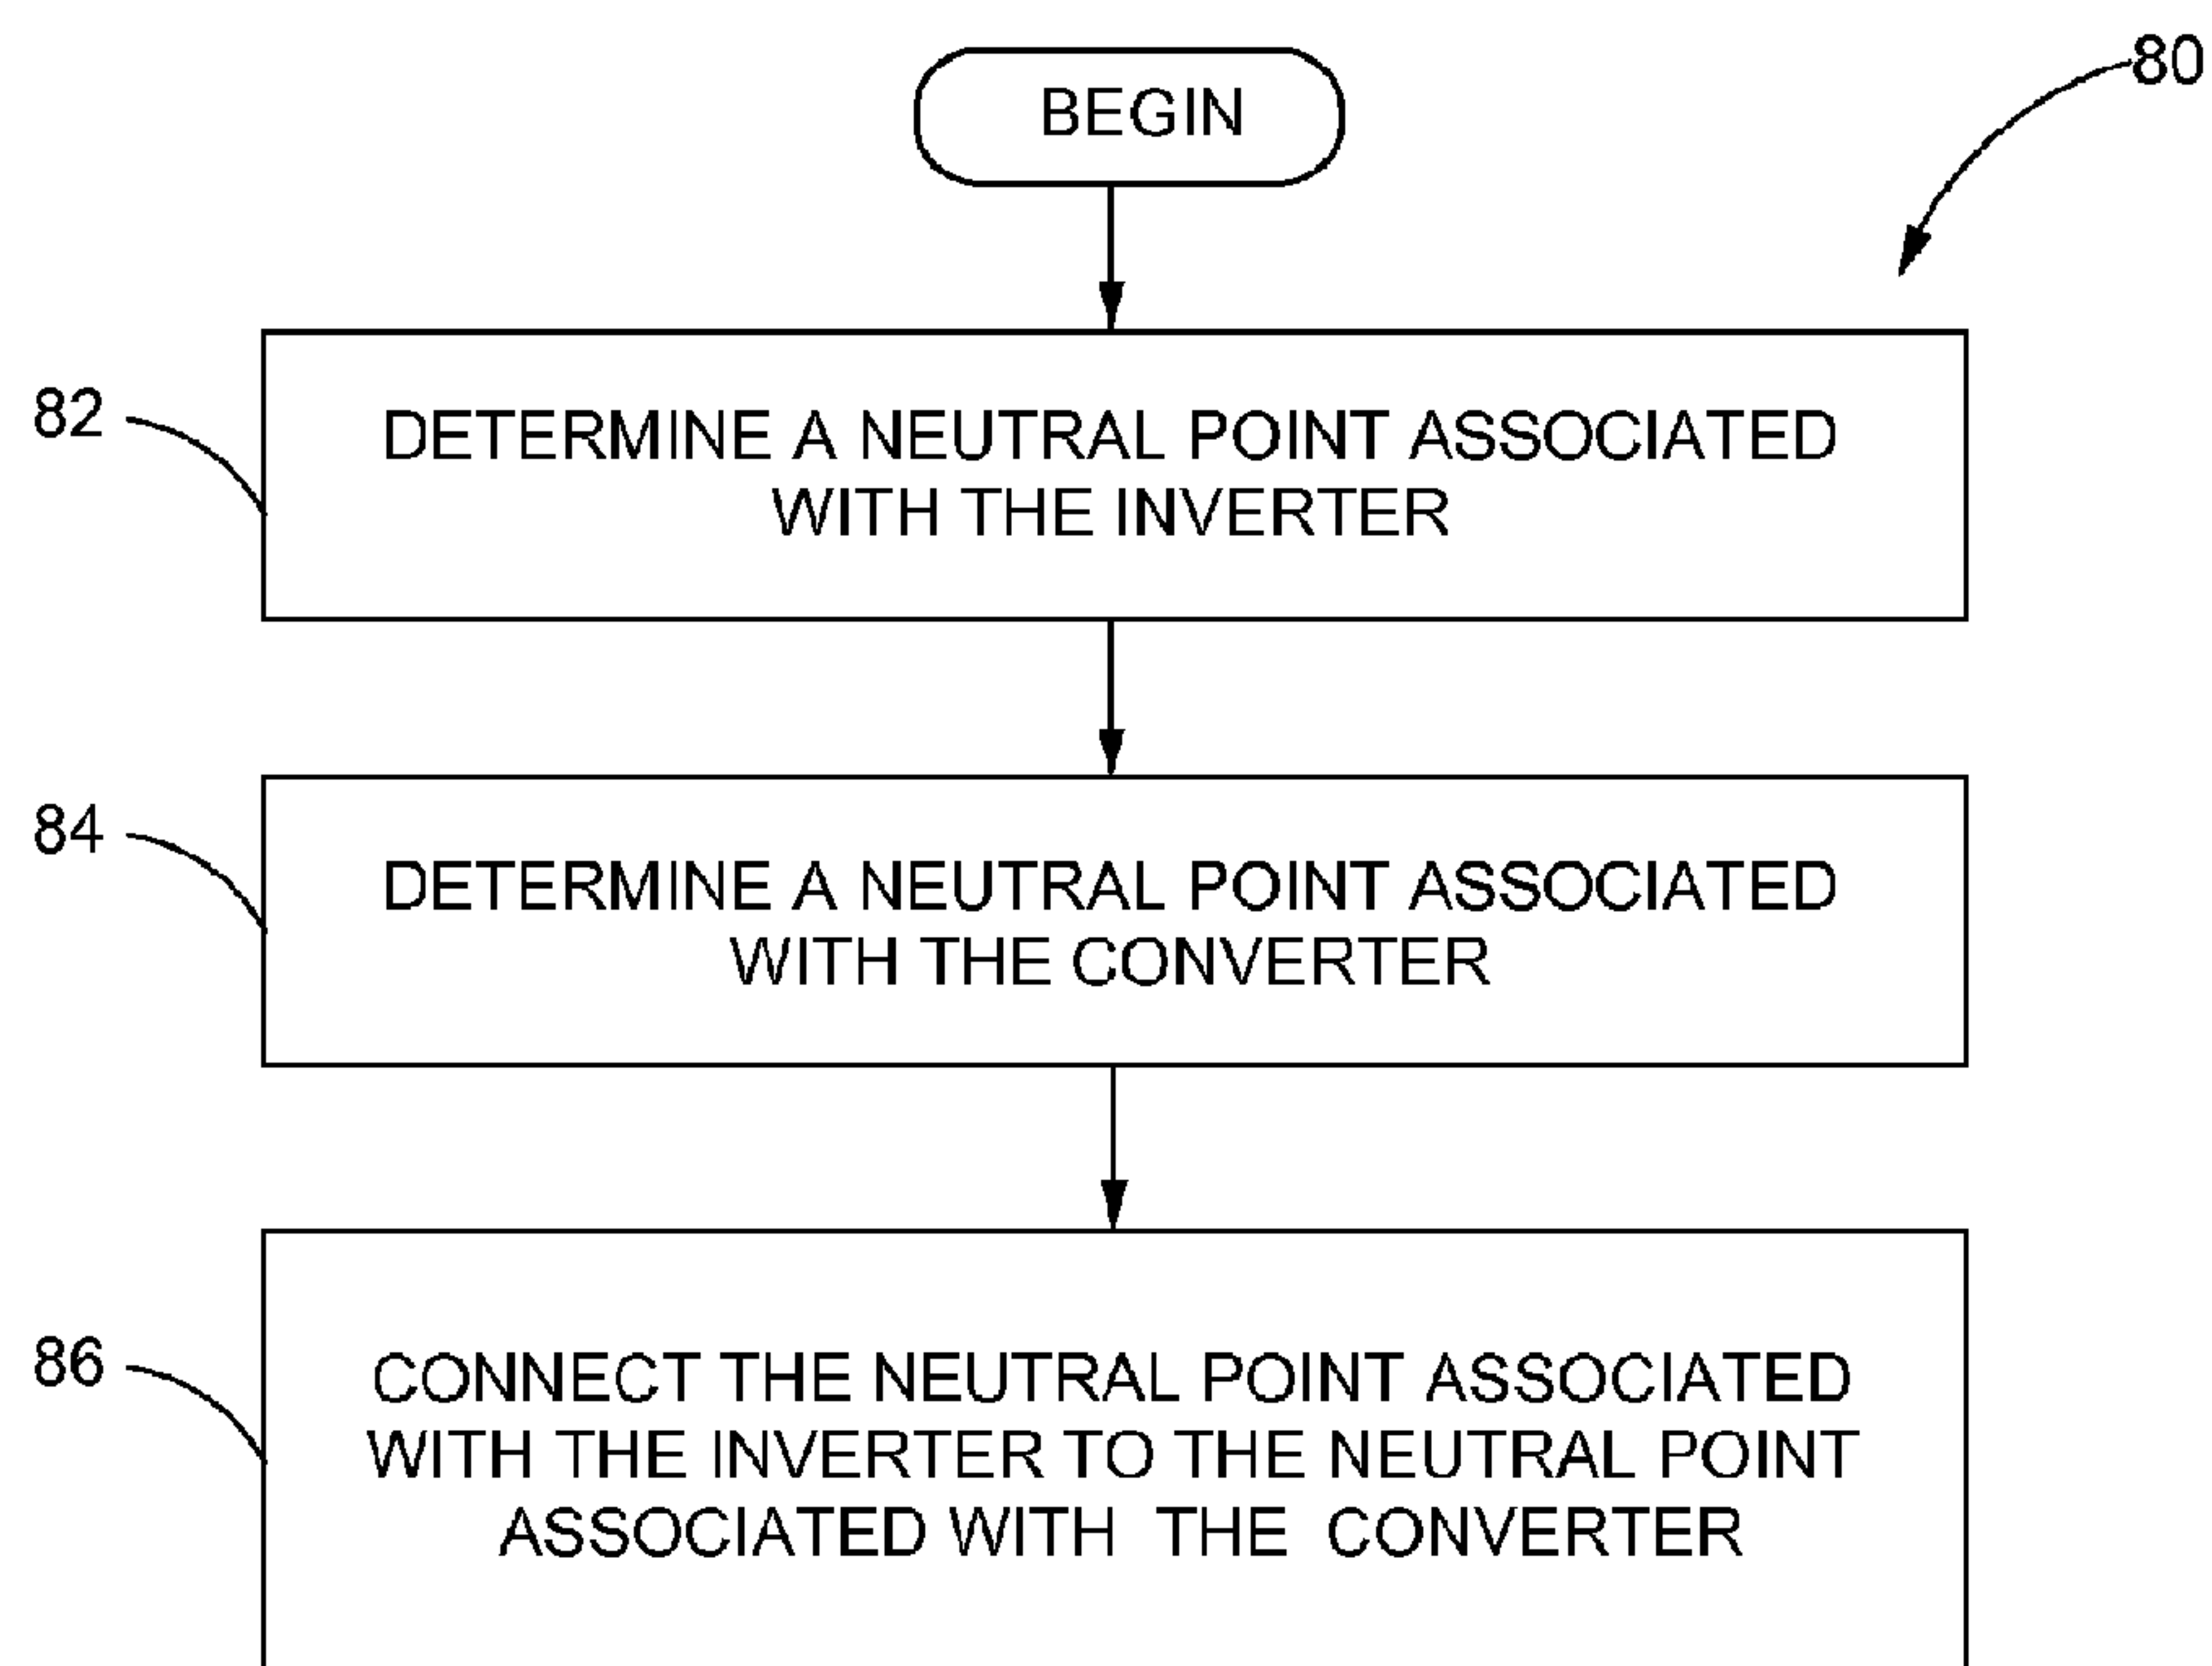 80
BEGIN
82
DETERMINE A NEUTRAL POINT ASSOCIATED
WITH THE INVERTER
84
DETERMINE A NEUTRAL POINT ASSOCIATED
WITH THE CONVERTER
86
CONNECT THE NEUTRAL POINT ASSOCIATED
WITH THE INVERTER TO THE NEUTRAL POINT
ASSOCIATED WITH THE CONVERTER